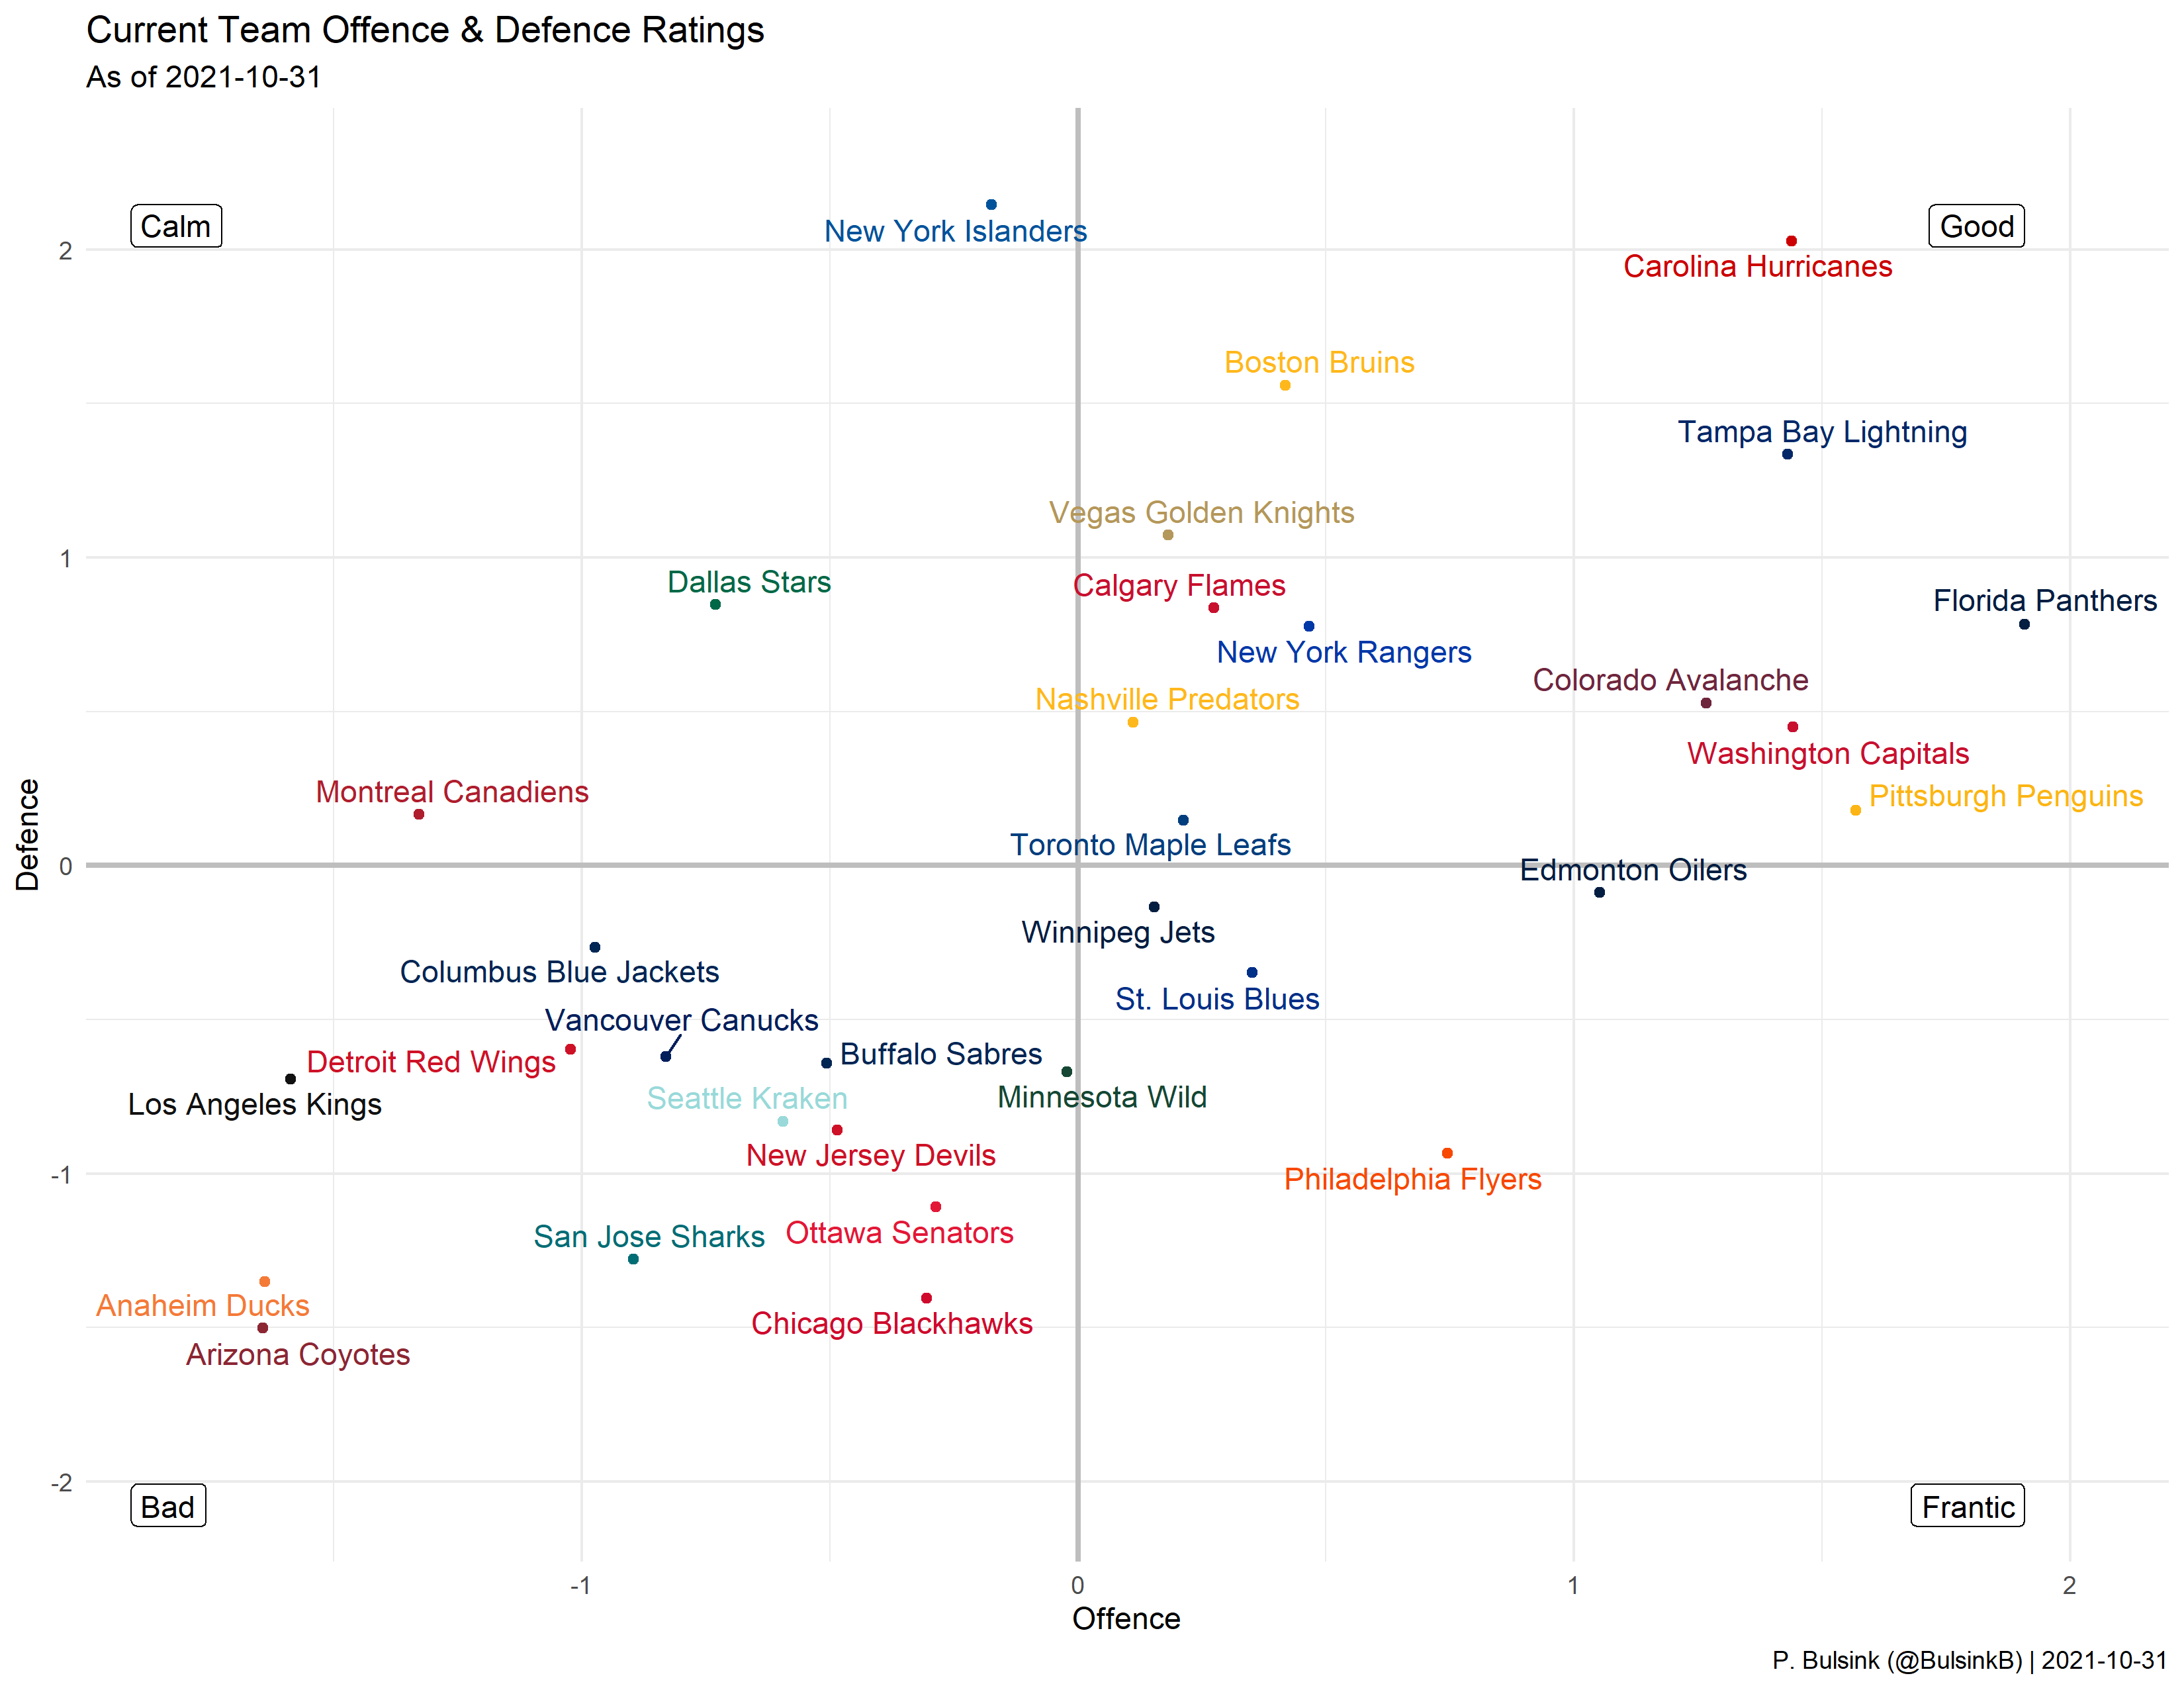 Current Team Offence & Defence Ratings
As of 2021-10-31
Calm
Good
New York Islanders
2
Carolina Hurricanes
Boston Bruins
Tampa Bay Lightning
Vegas Golden Knights
1
Dallas Stars
Calgary Flames
Florida Panthers
New York Rangers
Colorado Avalanche
Nashville Predators
Washington Capitals
Montreal Canadiens
Pittsburgh Penguins
Toronto Maple Leafs
Defence
0
Edmonton Oilers
Winnipeg Jets
Columbus Blue Jackets
St. Louis Blues
Vancouver Canucks
Buffalo Sabres
Detroit Red Wings
Minnesota Wild
Seattle Kraken
Los Angeles Kings
New Jersey Devils
-1
Philadelphia Flyers
Ottawa Senators
San Jose Sharks
Anaheim Ducks
Chicago Blackhawks
Arizona Coyotes
-2
Bad
Frantic
-1
0
1
2
Offence
P. Bulsink (@BulsinkB) | 2021-10-31